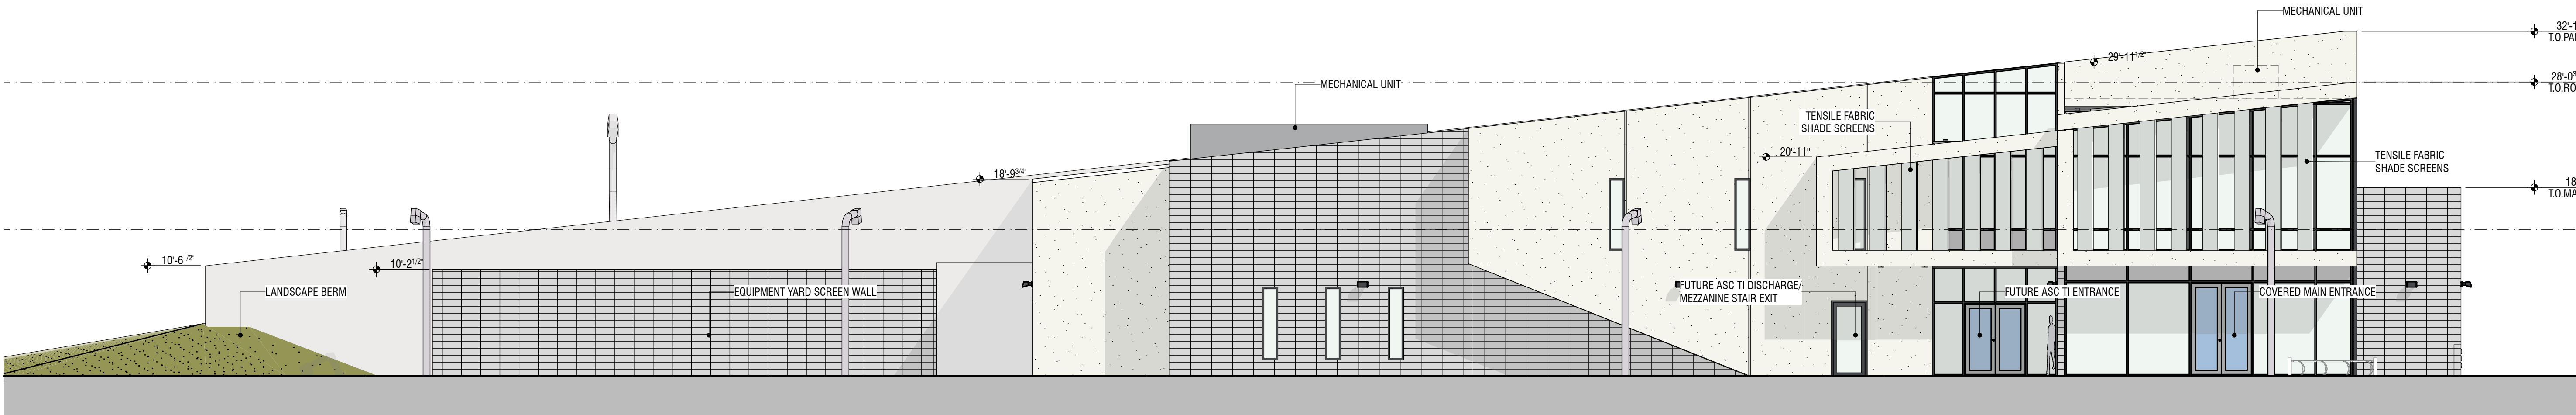 MECHANICAL UNIT
32'-1
T.O.PA
29'-11 1/2"
28'-0 3
T.O.RO
MECHANICAL UNIT
TENSILE FABRIC
SHADE SCREENS
20'-11"
TENSILE FABRIC
SHADE SCREENS
18'-9 3/4"
18
T.O.MA
10'-6 1/2"
10'-2 1/2"
LANDSCAPE BERM
EQUIPMENT YARD SCREEN WALL
FUTURE ASC TI DISCHARGE/
MEZZANINE STAIR EXIT
FUTURE ASC TI ENTRANCE
COVERED MAIN ENTRANCE